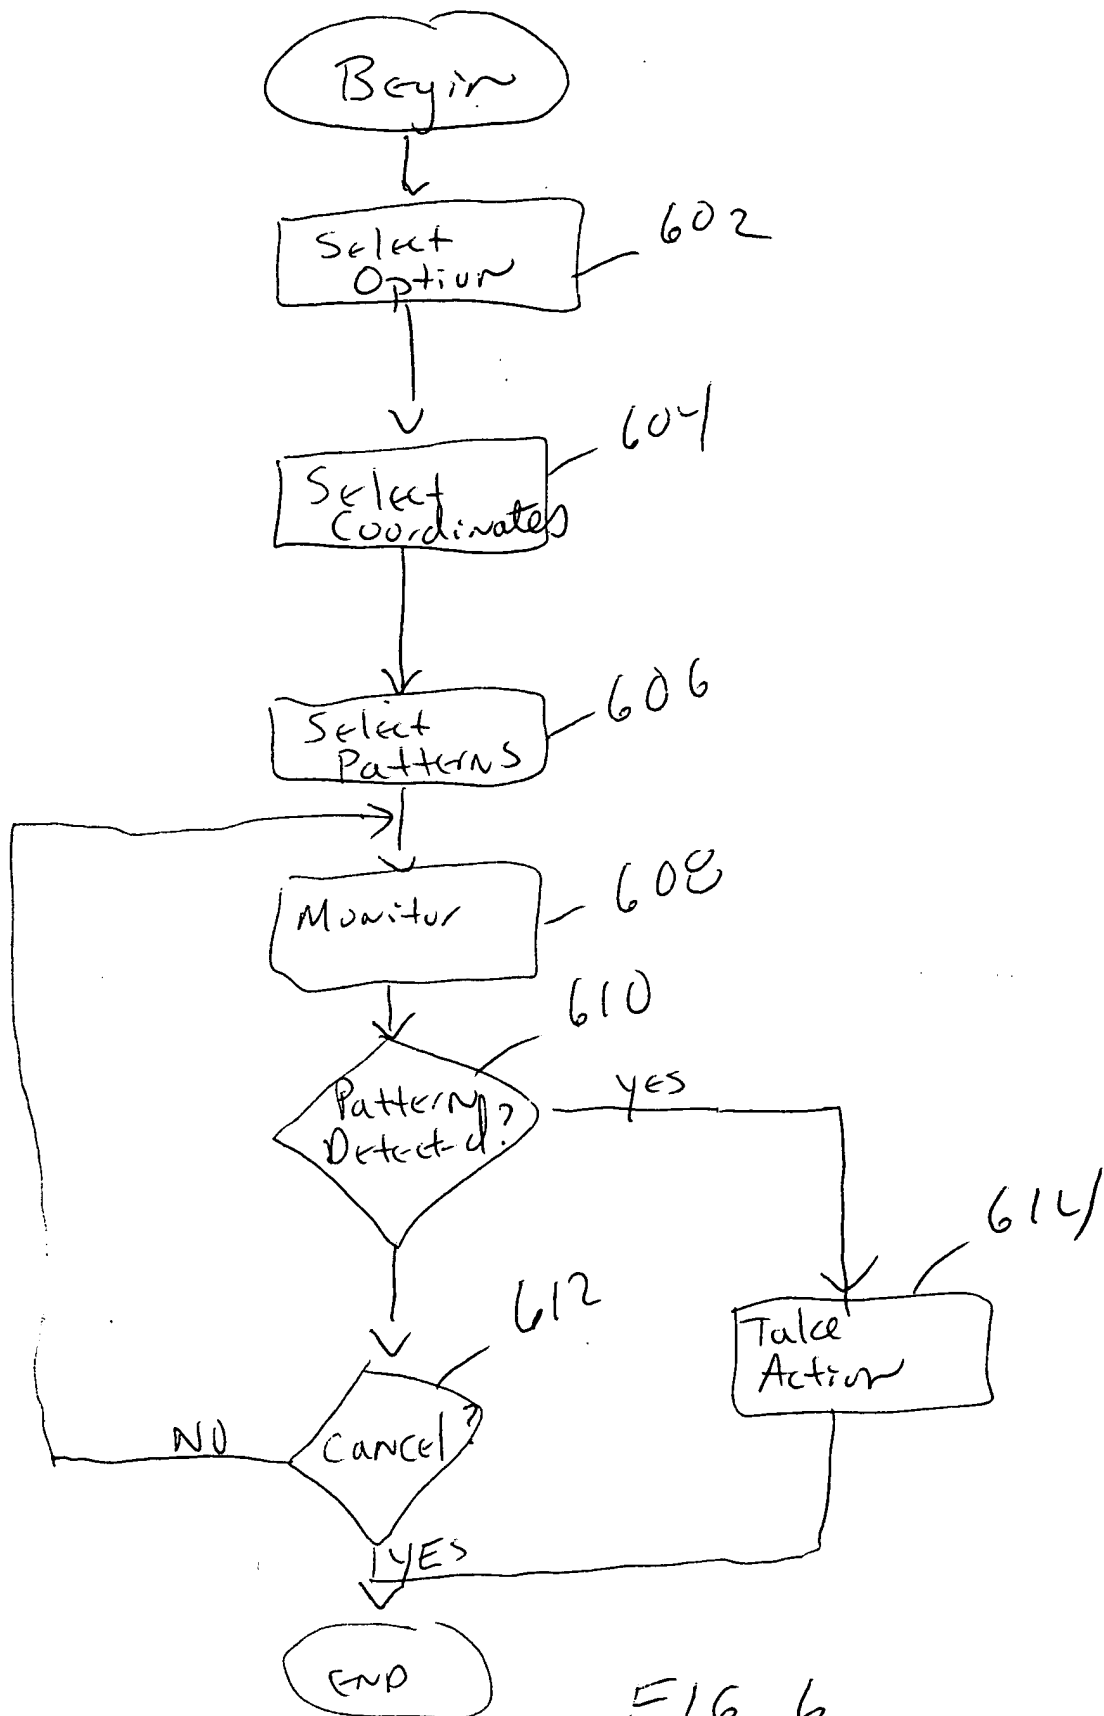 Begin
Select
Option
602
Select
Coordinates
604
Select
Patterns
606
Monitor
608
610
Pattern
Detected?
YES
614
612
Take
Action
Cancel?
NO
YES
END
FIG. 6